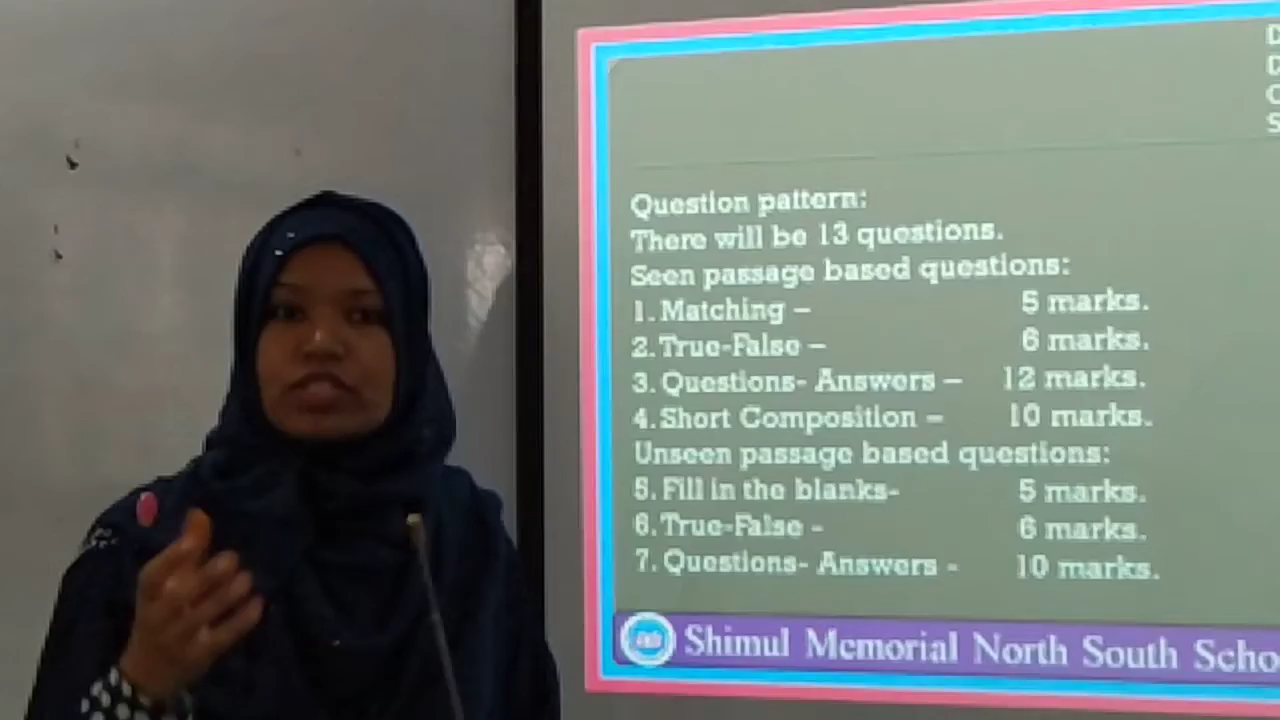 Question pattern:
There will be 13 questions.
Seen passage based questions:
1. Matching – 5 marks.
2. True-False – 6 marks.
3. Questions- Answers – 12 marks.
4. Short Composition – 10 marks.
Unseen passage based questions:
5. Fill in the blanks- 5 marks.
6. True-False - 6 marks.
7. Questions- Answers - 10 marks.
Shimul Memorial North South